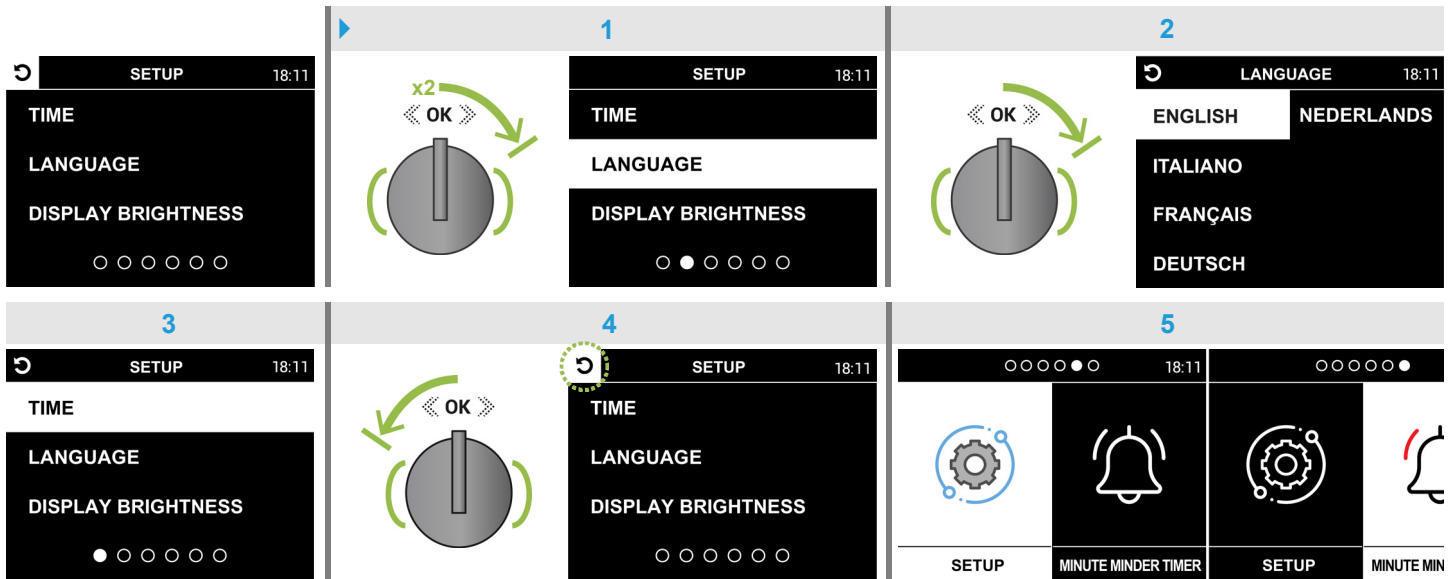 1
2
SETUP 18:11
TIME
LANGUAGE
DISPLAY BRIGHTNESS
x2
OK
SETUP 18:11
TIME
LANGUAGE
DISPLAY BRIGHTNESS
OK
LANGUAGE 18:11
ENGLISH NEDERLANDS
ITALIANO
FRANÇAIS
DEUTSCH
3
4
5
SETUP 18:11
TIME
LANGUAGE
DISPLAY BRIGHTNESS
OK
SETUP 18:11
TIME
LANGUAGE
DISPLAY BRIGHTNESS
18:11
SETUP
MINUTE MINDER TIMER
SETUP
MINUTE